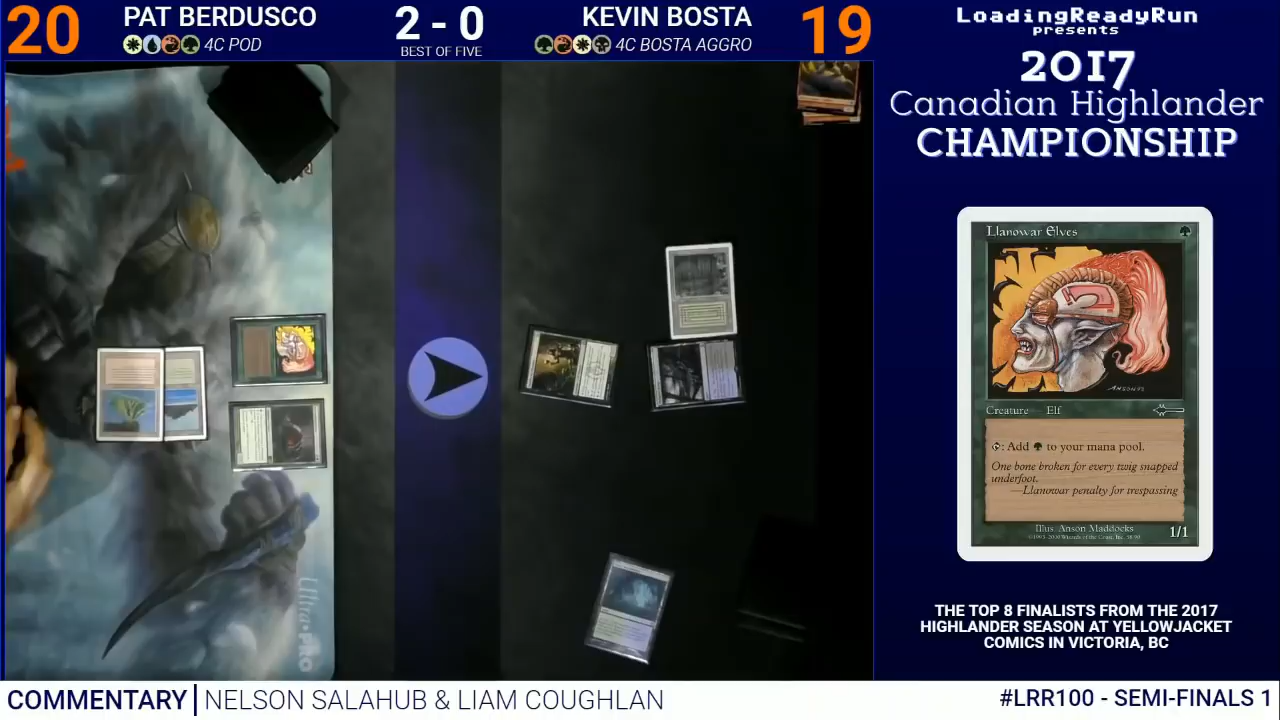 20
PAT BERDUSCO
4C POD
2 - 0
BEST OF FIVE
KEVIN BOSTA
4C BOSTA AGGRO
19
LoadingReadyRun
presents
2017
Canadian Highlander
CHAMPIONSHIP
Llanowar Elves
Creature Elf
: Add to your mana pool.
One bone broken for every twig snapped
underfoot.
—Llanowar penalty for trespassing
Illus. Anson Maddocks
1/1
THE TOP 8 FINALISTS FROM THE 2017
HIGHLANDER SEASON AT YELLOWJACKET
COMICS IN VICTORIA, BC
Ultra·PRO
COMMENTARY
NELSON SALAHUB & LIAM COUGHLAN
#LRR100 - SEMI-FINALS 1